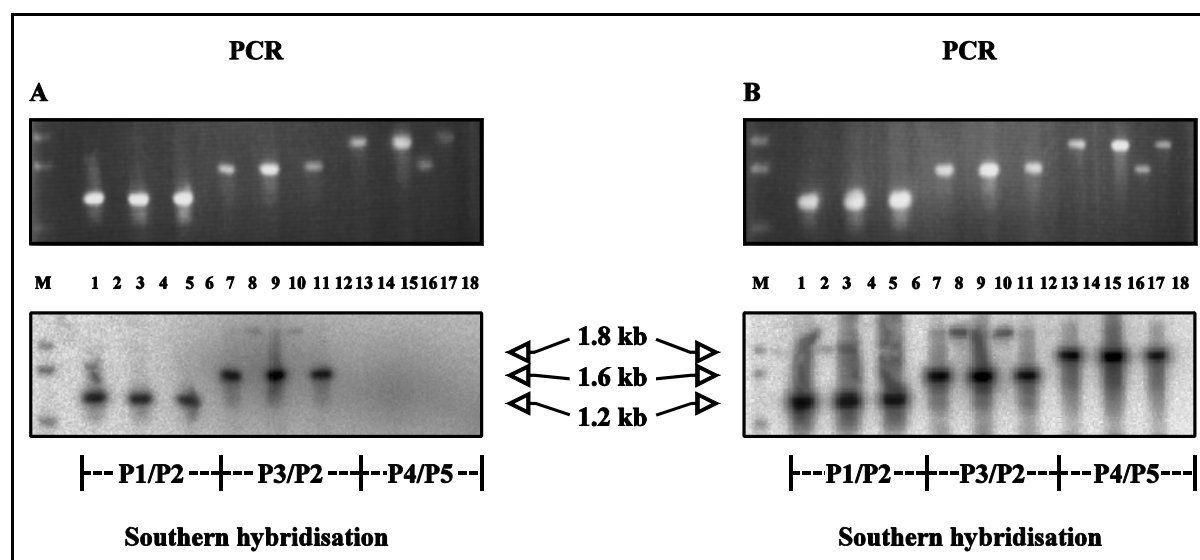 PCR PCR
A B
M 1 2 3 4 5 6 7 8 9 10 11 12 13 14 15 16 17 18 M 1 2 3 4 5 6 7 8 9 10 11 12 13 14 15 16 17 18
1.8 kb
1.6 kb
1.2 kb
P1/P2 P3/P2 P4/P5 P1/P2 P3/P2 P4/P5
Southern hybridisation Southern hybridisation